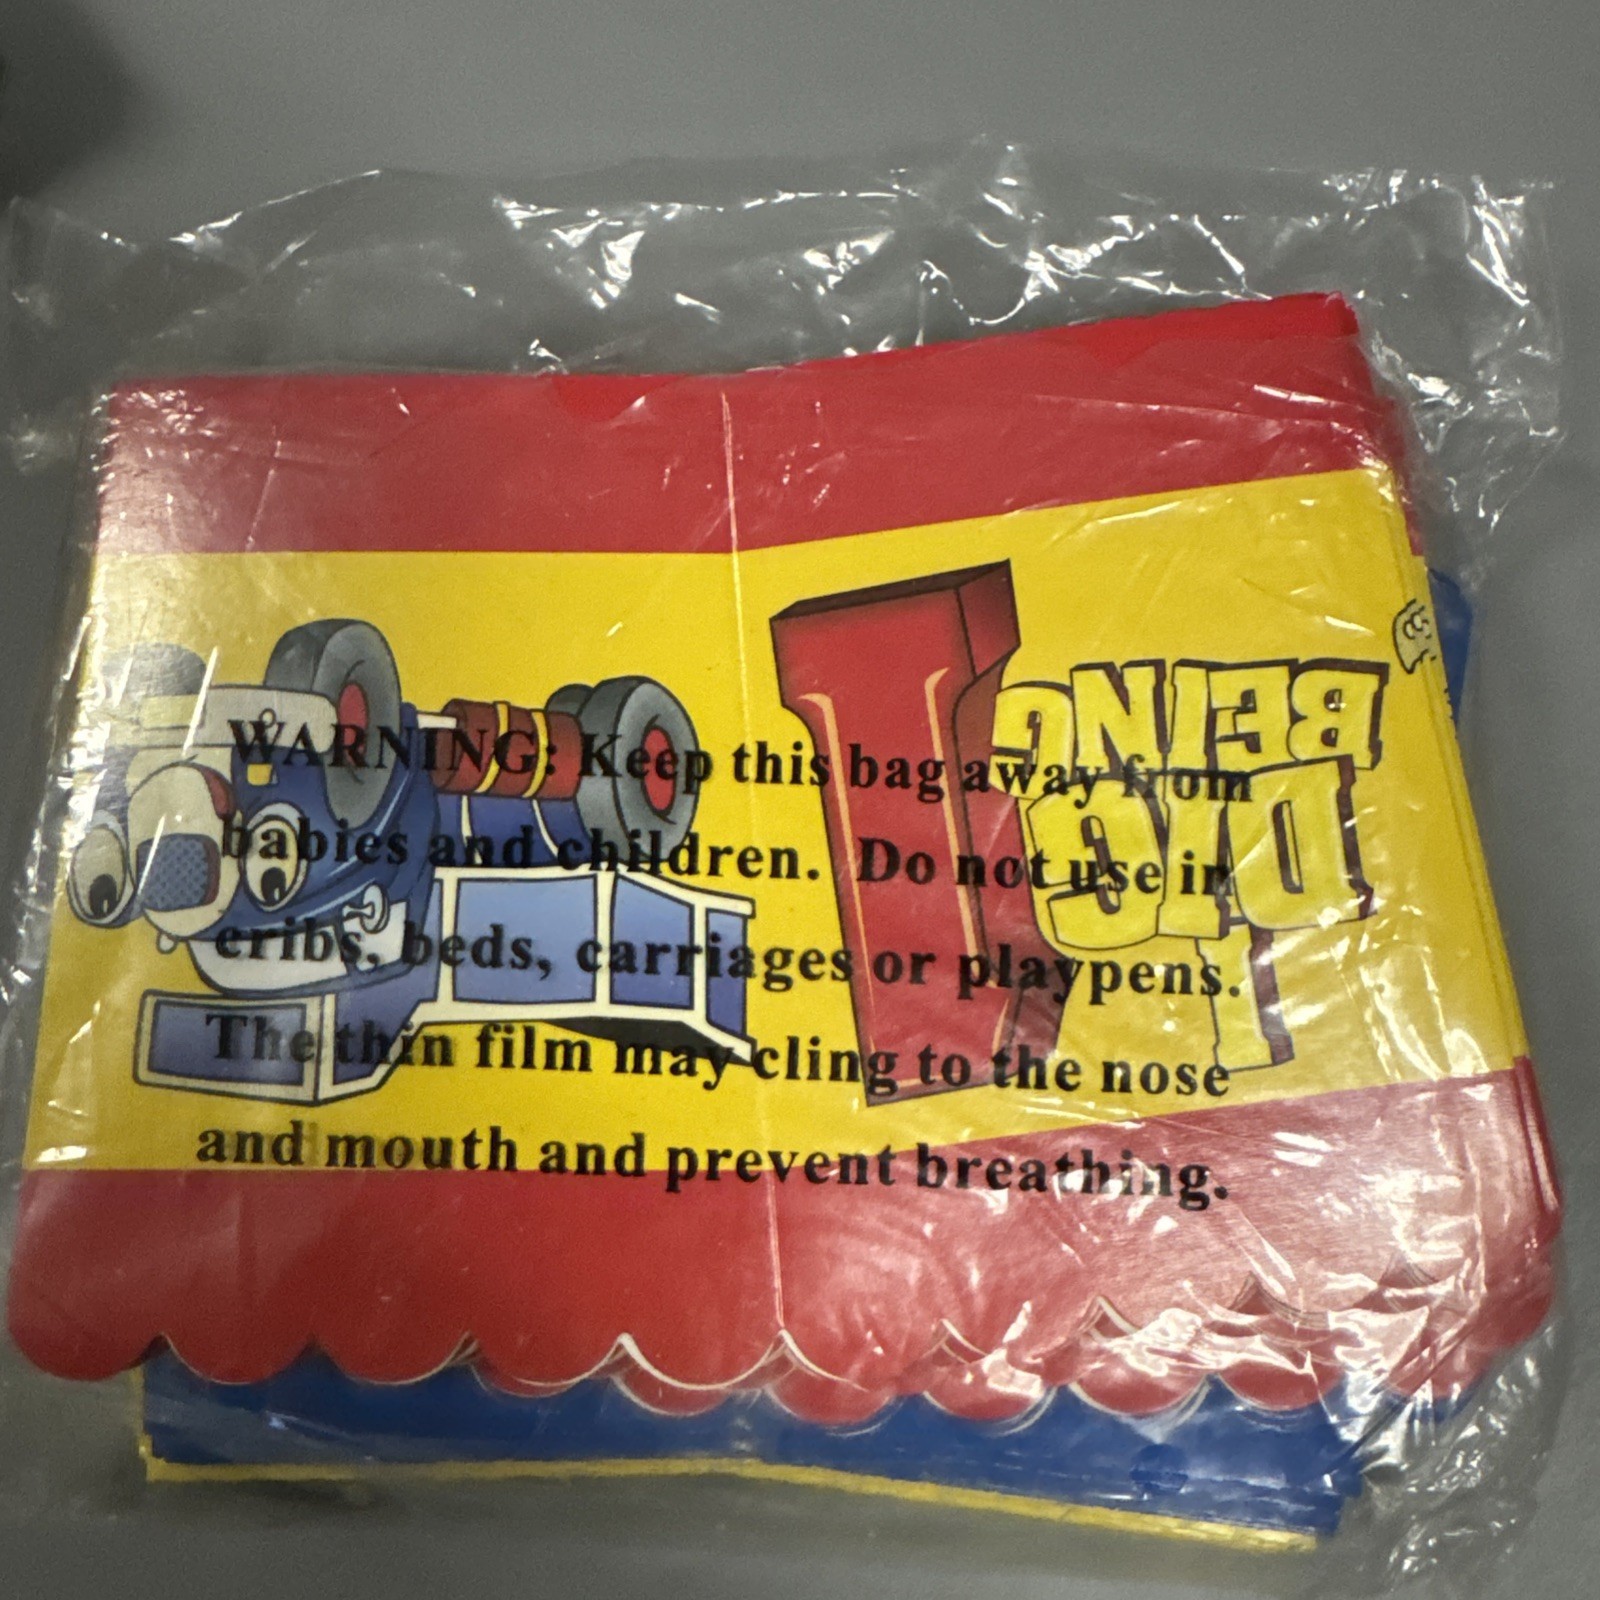 WARNING: Keep this bag away from
babies and children. Do not use in
cribs, beds, carriages or playpens.
The thin film may cling to the nose
and mouth and prevent breathing.
I
DIG
BEING
1